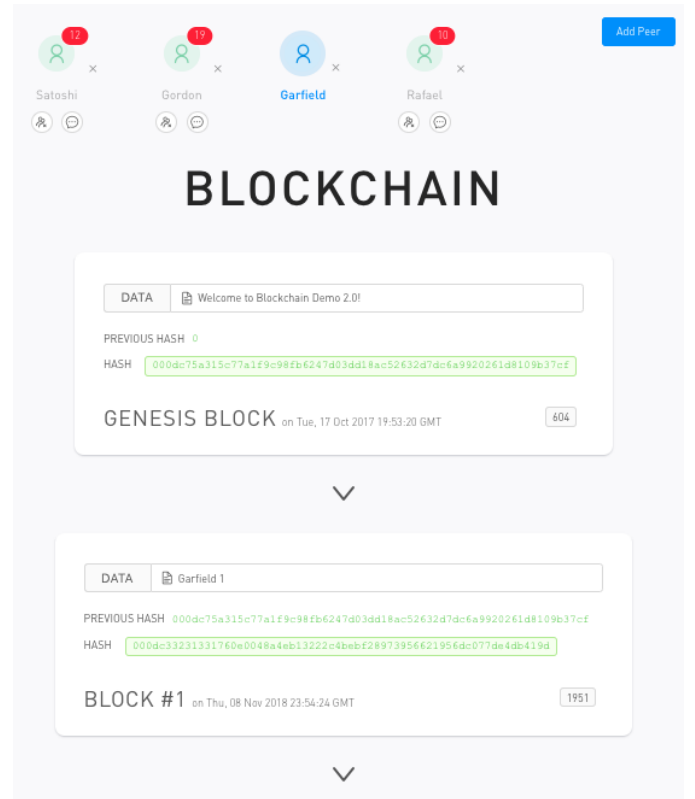 12 19 10
Add Peer
Satoshi Gordon Garfield Rafael
BLOCKCHAIN
DATA Welcome to Blockchain Demo 2.0!
PREVIOUS HASH 0
HASH 000dc75a315c77a1f9c98fb6247d03dd18ac52632d7dc6a9920261d8109b37cf
GENESIS BLOCK on Tue, 17 Oct 2017 19:53:20 GMT 604
DATA Garfield 1
PREVIOUS HASH 000dc75a315c77a1f9c98fb6247d03dd18ac52632d7dc6a9920261d8109b37cf
HASH 000dc33231331760e0048a4eb13222c4bebf28973956621956dc077de4db419d
BLOCK #1 on Thu, 08 Nov 2018 23:54:24 GMT 1951